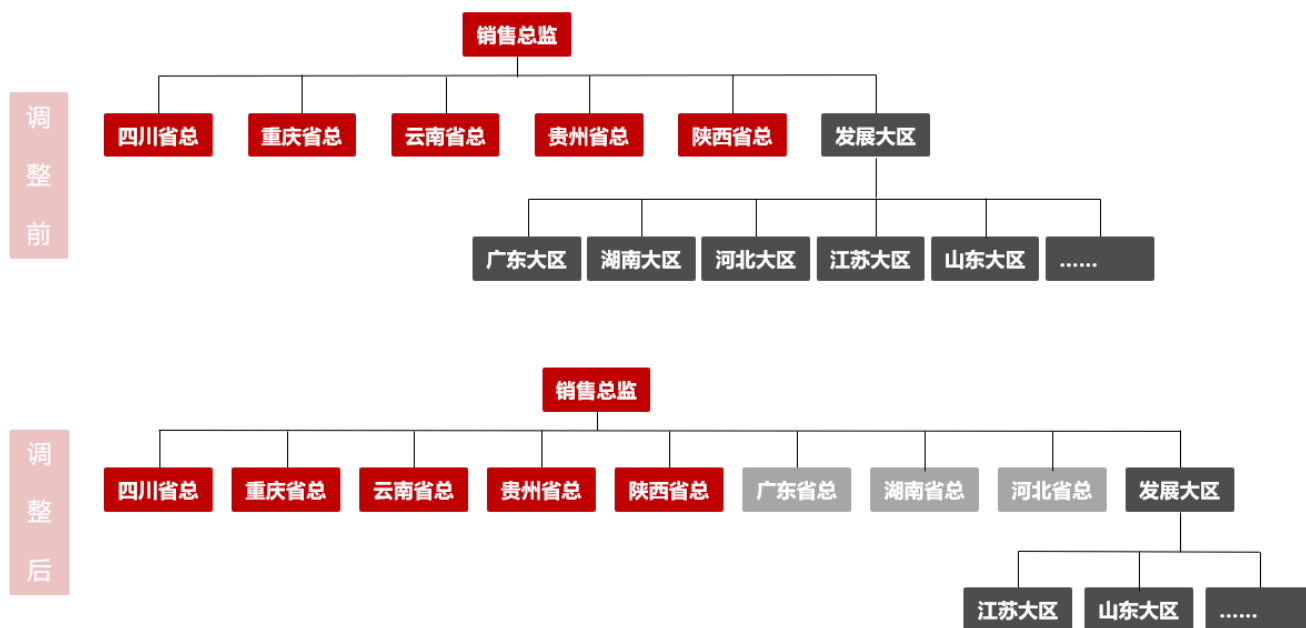 销售总监
调整前
四川省总
重庆省总
云南省总
贵州省总
陕西省总
发展大区
广东大区
湖南大区
河北大区
江苏大区
山东大区
......
销售总监
调整后
四川省总
重庆省总
云南省总
贵州省总
陕西省总
广东省总
湖南省总
河北省总
发展大区
江苏大区
山东大区
......